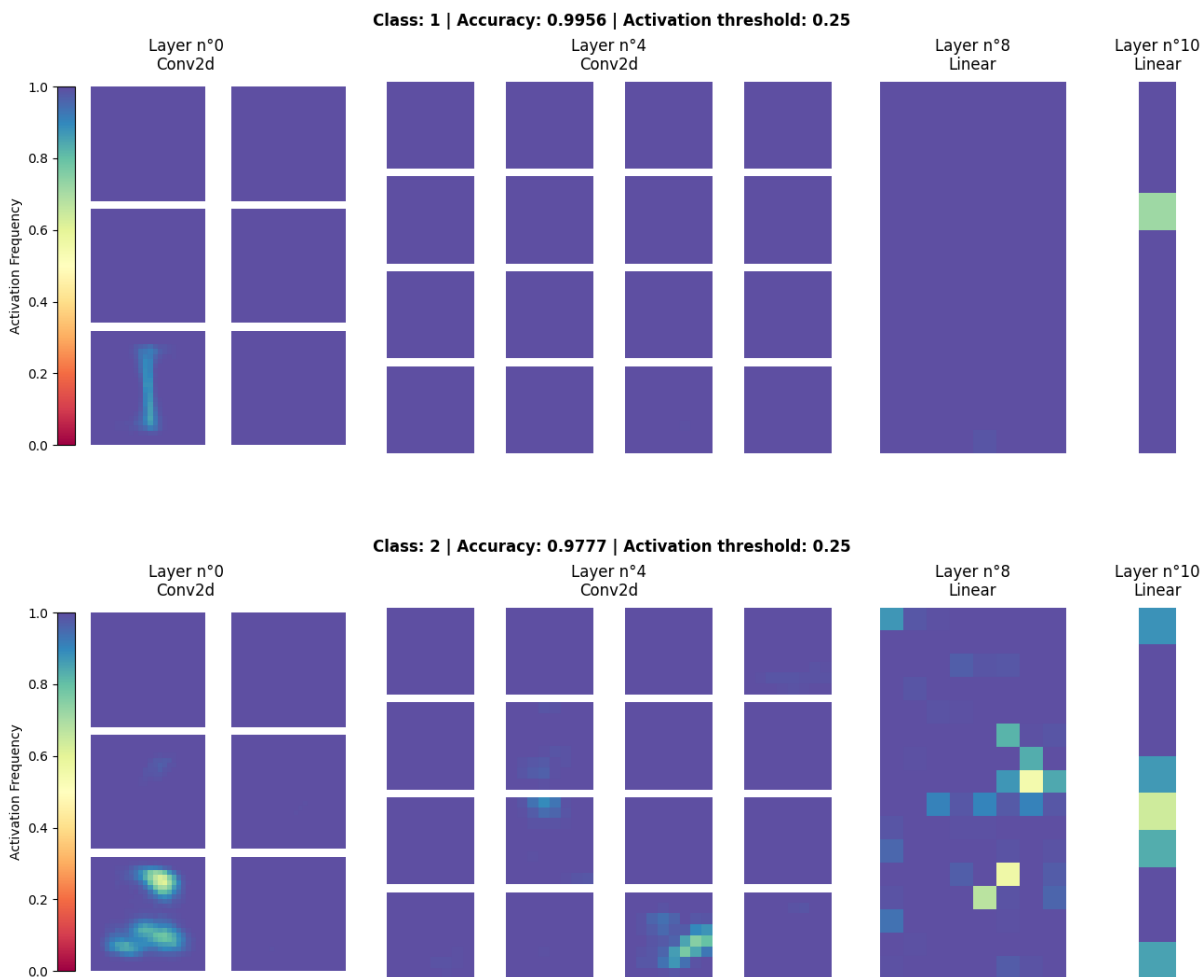 Class: 1 | Accuracy: 0.9956 | Activation threshold: 0.25
Layer n°0
Conv2d
Layer n°4
Conv2d
Layer n°8
Linear
Layer n°10
Linear
1.0
0.8
0.6
0.4
0.2
0.0
Activation Frequency
Class: 2 | Accuracy: 0.9777 | Activation threshold: 0.25
Layer n°0
Conv2d
Layer n°4
Conv2d
Layer n°8
Linear
Layer n°10
Linear
1.0
0.8
0.6
0.4
0.2
0.0
Activation Frequency